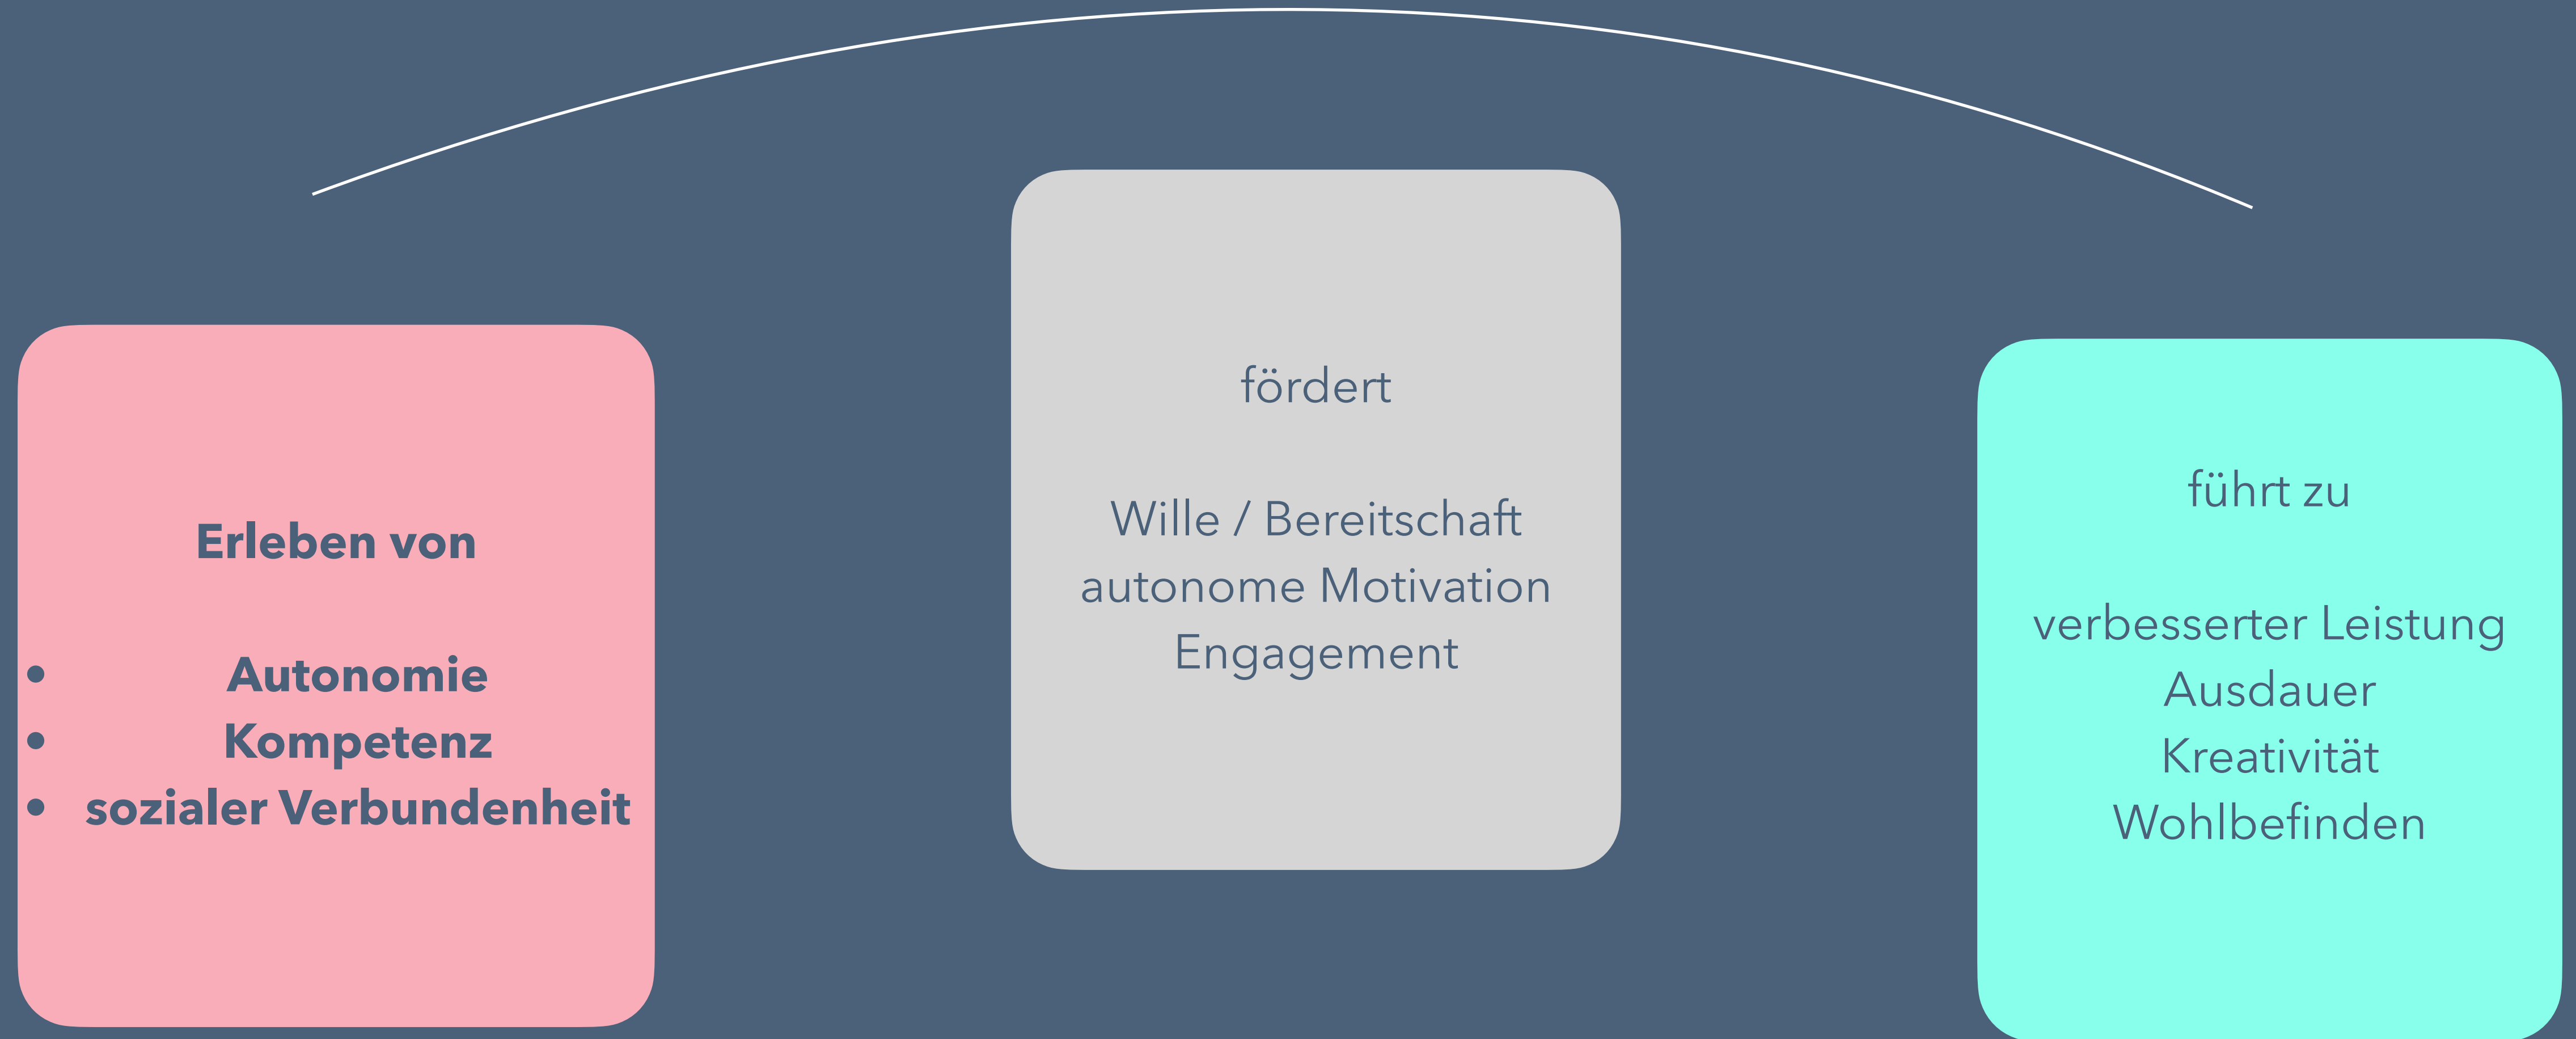 Erleben von
• Autonomie
• Kompetenz
• sozialer Verbundenheit
fördert
Wille / Bereitschaft
autonome Motivation
Engagement
führt zu
verbesserter Leistung
Ausdauer
Kreativität
Wohlbefinden